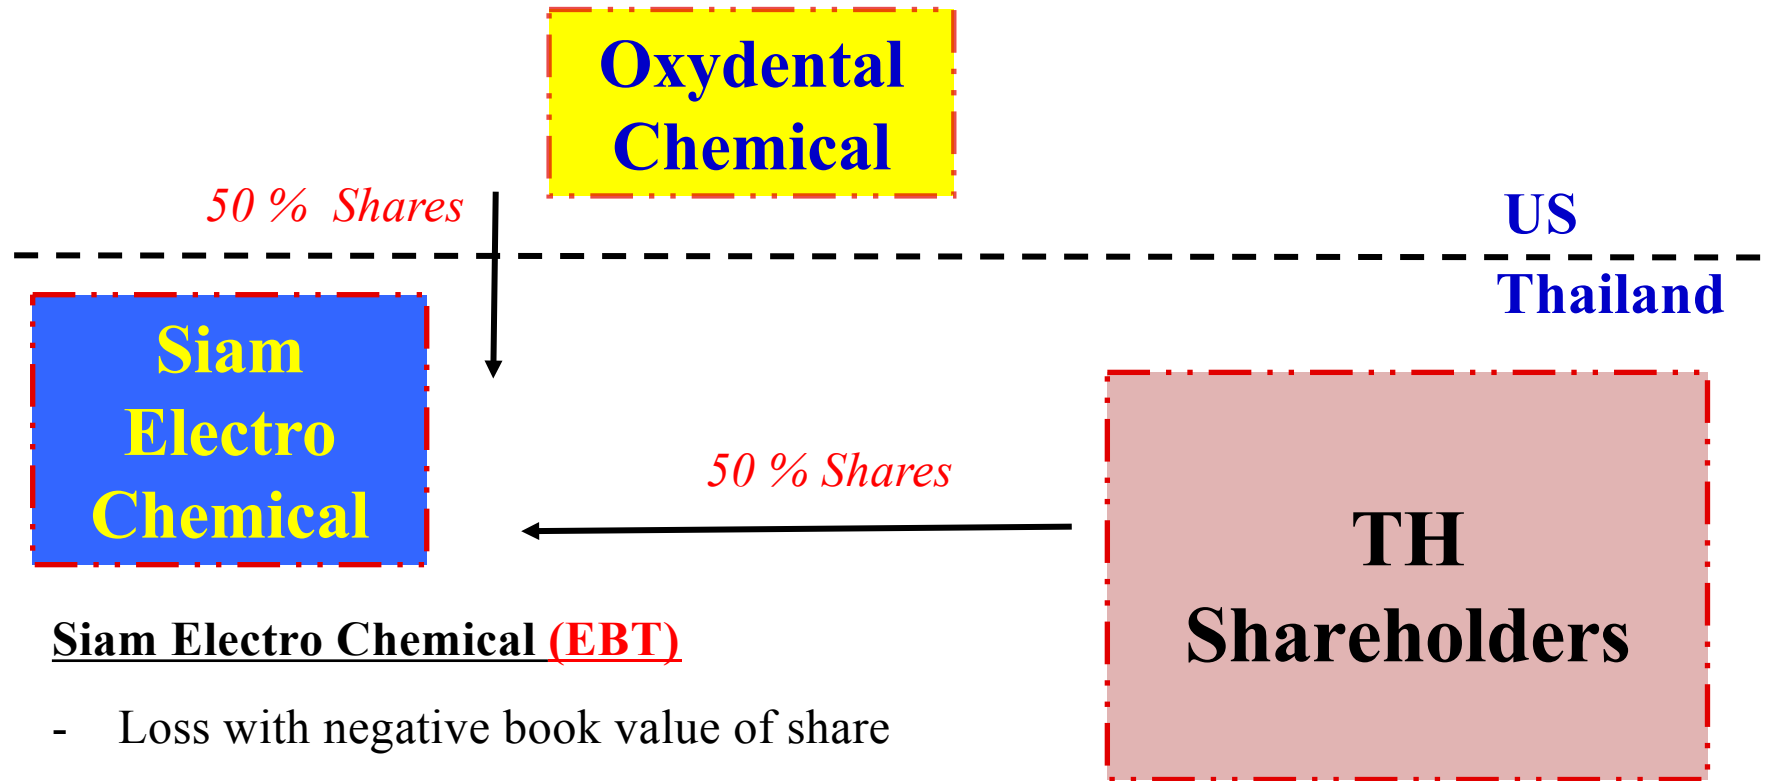 Oxydental
Chemical
50 % Shares
US
Thailand
Siam
Electro
Chemical
50 % Shares
TH
Shareholders
Siam Electro Chemical (EBT)
- Loss with negative book value of share